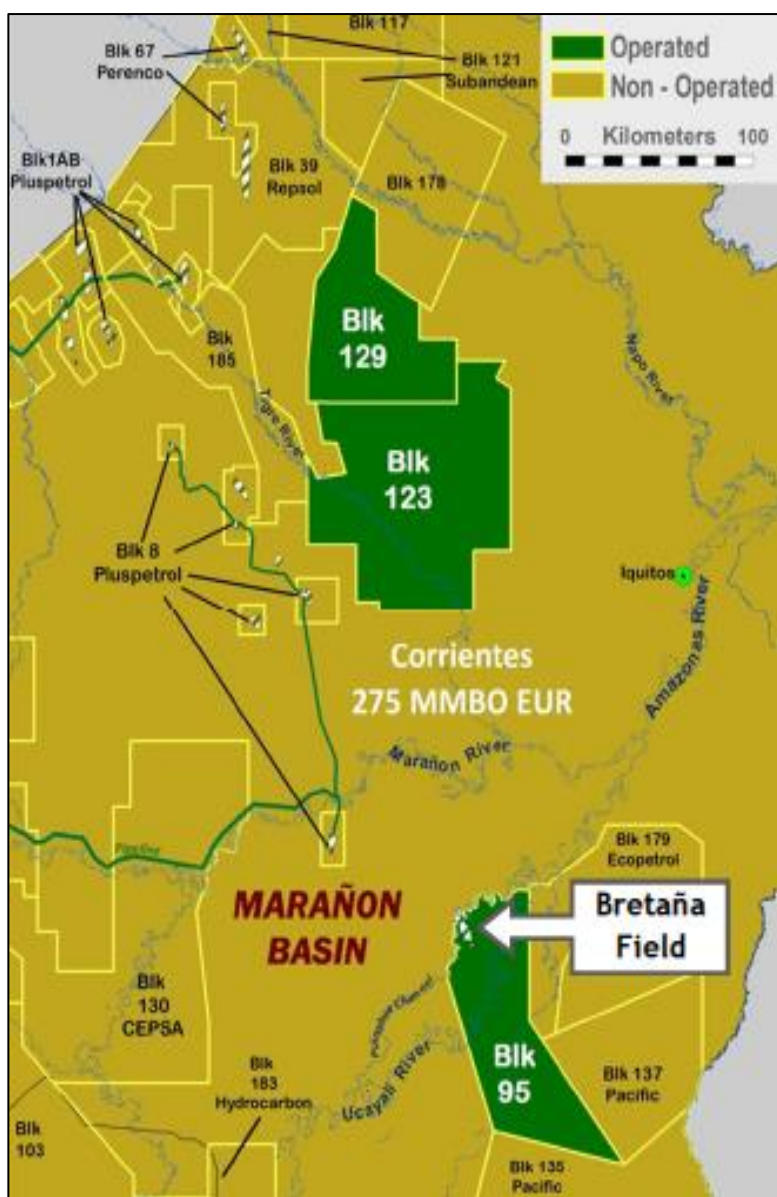 Blk 117
Blk 67
Perenco
Blk 121
Subandean
Operated
Non - Operated
0 Kilometers 100
Blk1AB
Pluspetrol
Blk 39
Repsol
Blk 178
Blk
129
Blk
185
Napo River
Tigre River
Blk
123
Blk 8
Pluspetrol
Iquitos
Amazonas River
Corrientes
275 MMBO EUR
Marañon River
Pipeline
Blk 179
Ecopetrol
MARAÑON
BASIN
Bretaña
Field
Blk
130
CEPSA
Puinahua Channel
Blk
95
Blk 137
Pacific
Ucayali River
Blk
183
Hydrocarbon
Blk
103
Blk 135
Pacific